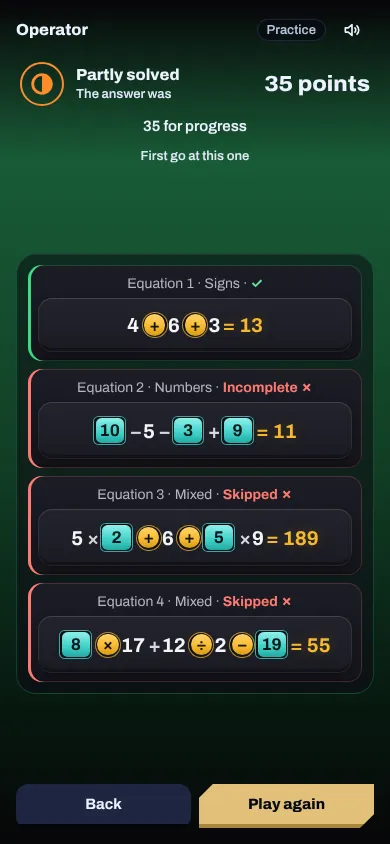 Operator
Practice
Partly solved
The answer was
35 points
35 for progress
First go at this one
Equation 1 · Signs · ✓
4 + 6 + 3 = 13
Equation 2 · Numbers · Incomplete ×
10 − 5 − 3 + 9 = 11
Equation 3 · Mixed · Skipped ×
5 × 2 + 6 + 5 × 9 = 189
Equation 4 · Mixed · Skipped ×
8 × 17 + 12 ÷ 2 − 19 = 55
Back
Play again